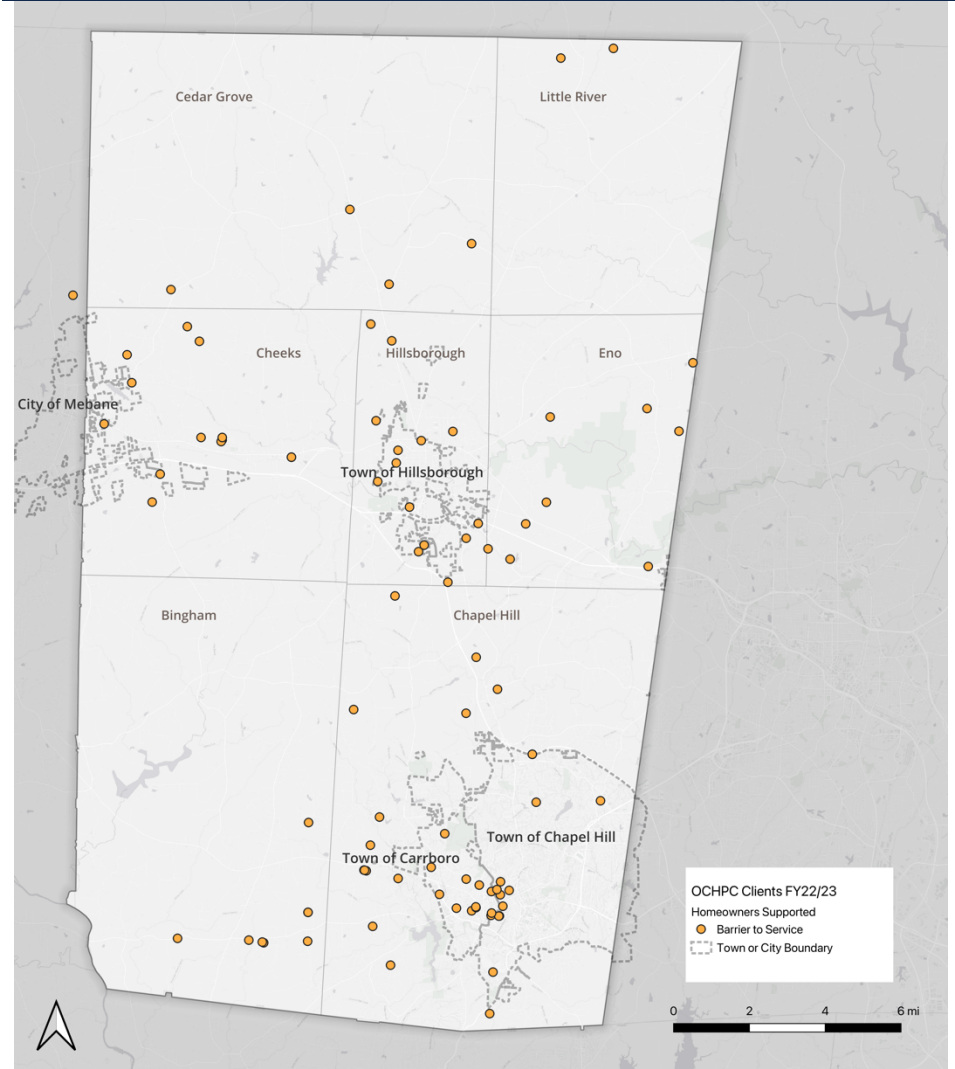 Cedar Grove
Little River
Cheeks
Hillsborough
Eno
City of Mebane
Town of Hillsborough
Bingham
Chapel Hill
Town of Chapel Hill
Town of Carrboro
OCHPC Clients FY22/23
Homeowners Supported
Barrier to Service
Town or City Boundary
0 2 4 6 mi